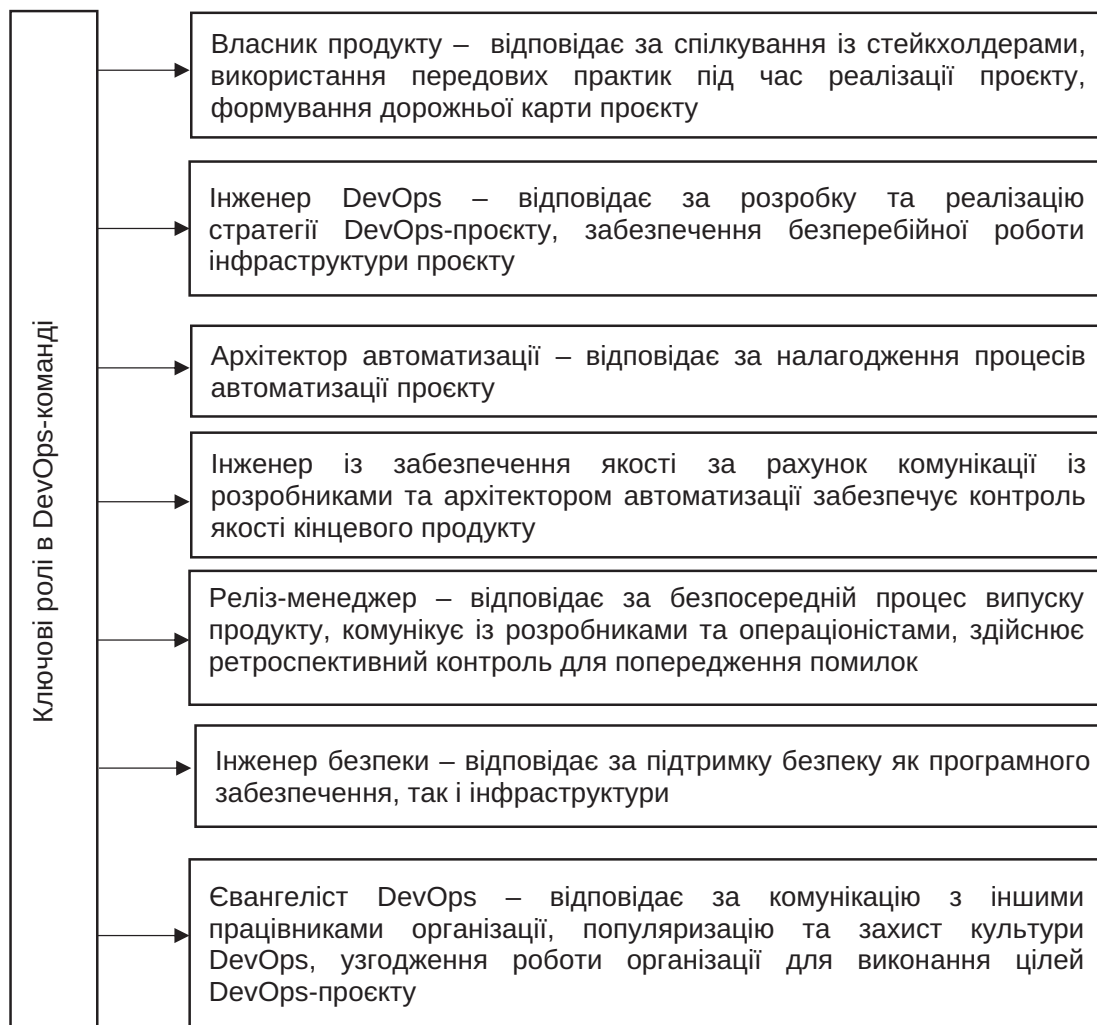 Ключові ролі в DevOps-команді
Власник продукту – відповідає за спілкування із стейкхолдерами,
використання передових практик під час реалізації проєкту,
формування дорожньої карти проєкту
Інженер DevOps – відповідає за розробку та реалізацію
стратегії DevOps-проєкту, забезпечення безперебійної роботи
інфраструктури проєкту
Архітектор автоматизації – відповідає за налагодження процесів
автоматизації проєкту
Інженер із забезпечення якості за рахунок комунікації із
розробниками та архітектором автоматизації забезпечує контроль
якості кінцевого продукту
Реліз-менеджер – відповідає за безпосередній процес випуску
продукту, комунікує із розробниками та операціоністами, здійснює
ретроспективний контроль для попередження помилок
Інженер безпеки – відповідає за підтримку безпеку як програмного
забезпечення, так і інфраструктури
Євангеліст DevOps – відповідає за комунікацію з іншими
працівниками організації, популяризацію та захист культури
DevOps, узгодження роботи організації для виконання цілей
DevOps-проєкту